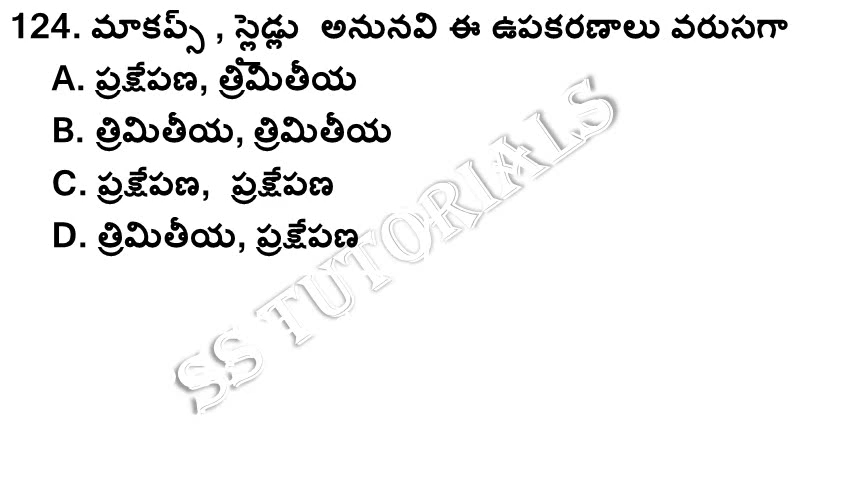 124. మాకప్స్ , స్లైడ్లు అనునవి ఈ ఉపకరణాలు వరుసగా
A. ప్రక్షేపణ, త్రిమితీయ
B. త్రిమితీయ, త్రిమితీయ
C. ప్రక్షేపణ, ప్రక్షేపణ
D. త్రిమితీయ, ప్రక్షేపణ
SS TUTORIALS